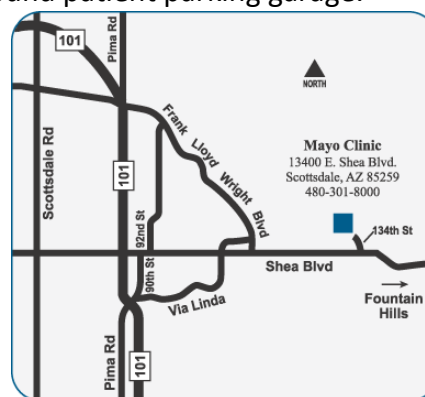 und patient parking garage.
101
Pima Rd
NORTH
Frank Lloyd Wright Blvd
Mayo Clinic
13400 E. Shea Blvd.
Scottsdale, AZ 85259
480-301-8000
Scottsdale Rd
101
92nd St
134th St
90th St
Shea Blvd
Via Linda
Fountain
Hills
Pima Rd
101